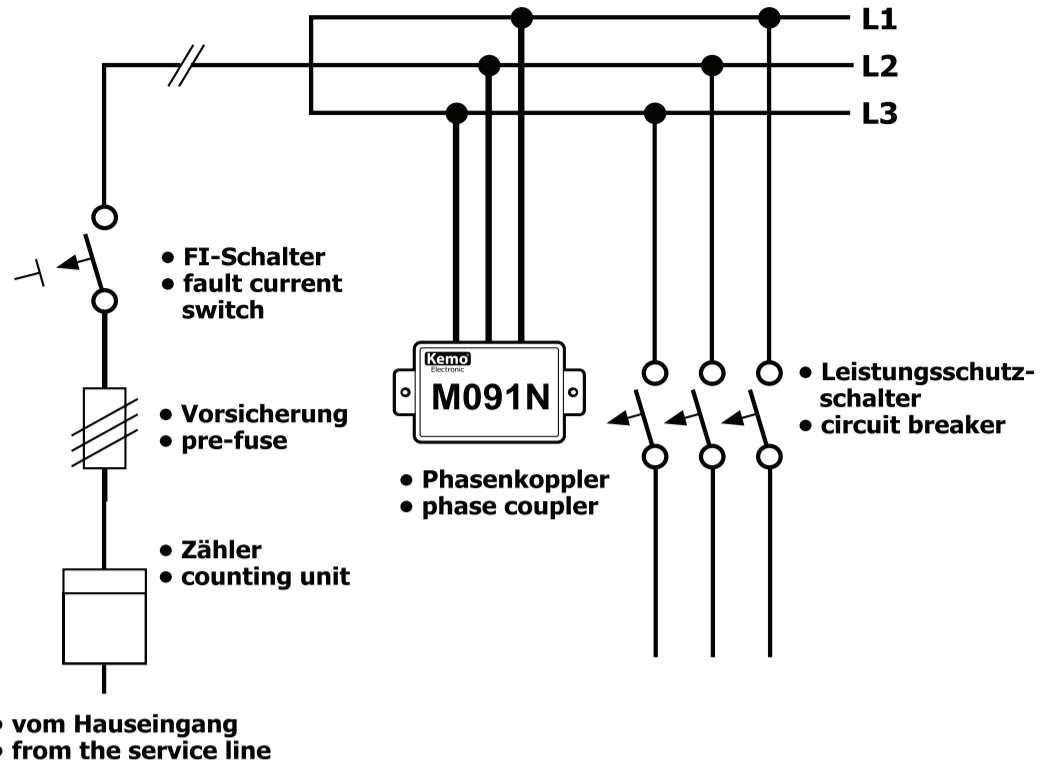 L1
L2
L3
• FI-Schalter
• fault current
switch
Kemo
Electronic
M091N
• Leistungsschutz-
schalter
• circuit breaker
• Vorsicherung
• pre-fuse
• Phasenkoppler
• phase coupler
• Zähler
• counting unit
• vom Hauseingang
• from the service line